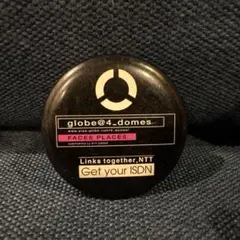 globe@4_domes
FACES PLACES
Links together,NTT
Get your ISDN